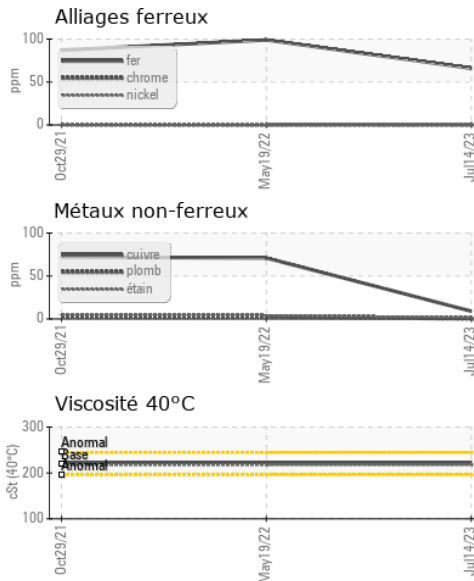 Alliages ferreux
100
50
0
ppm
fer
chrome
nickel
Oct29/21
May19/22
Jul14/23
Métaux non-ferreux
100
50
0
ppm
cuivre
plomb
étain
Oct29/21
May19/22
Jul14/23
Viscosité 40°C
300
200
100
cSt (40°C)
Anormal
Base
Anormal
Oct29/21
May19/22
Jul14/23